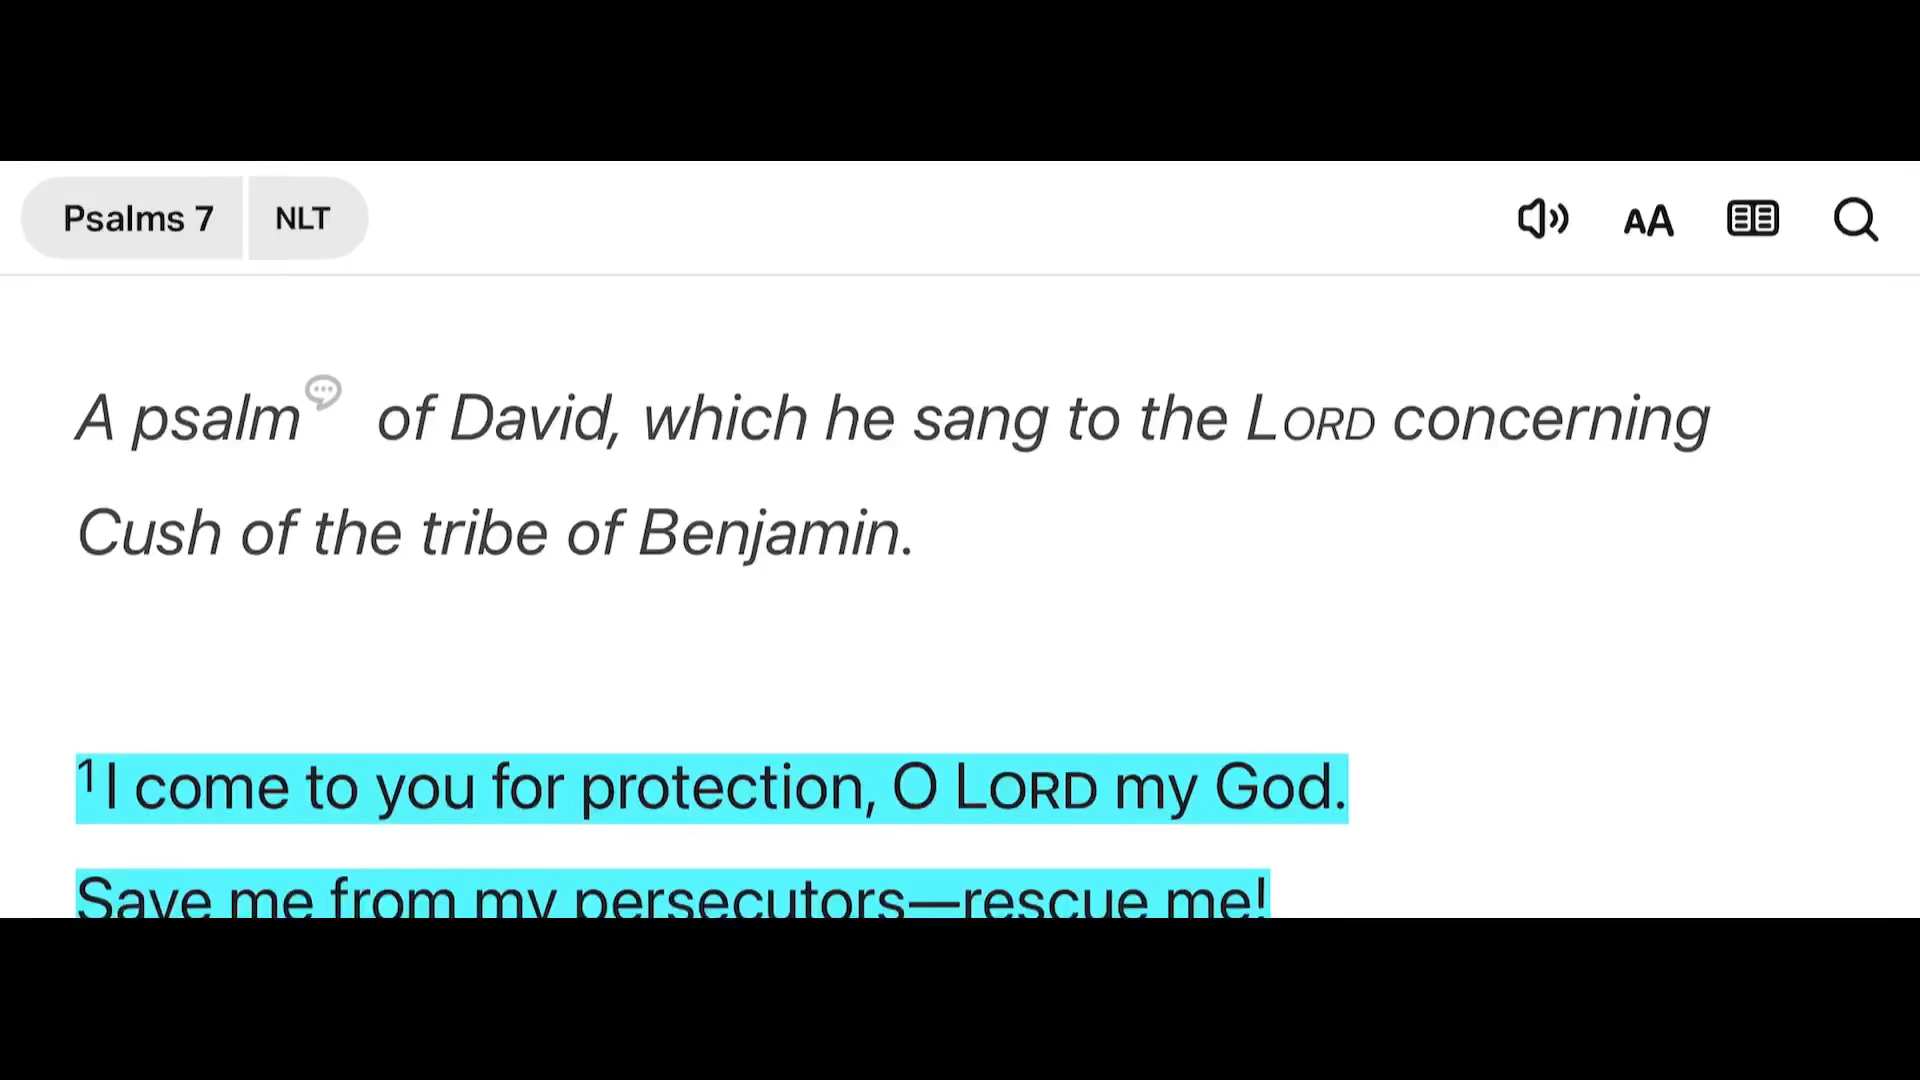 Psalms 7 NLT AA
A psalm of David, which he sang to the LORD concerning
Cush of the tribe of Benjamin.
1 I come to you for protection, O LORD my God.
Save me from my persecutors—rescue me!